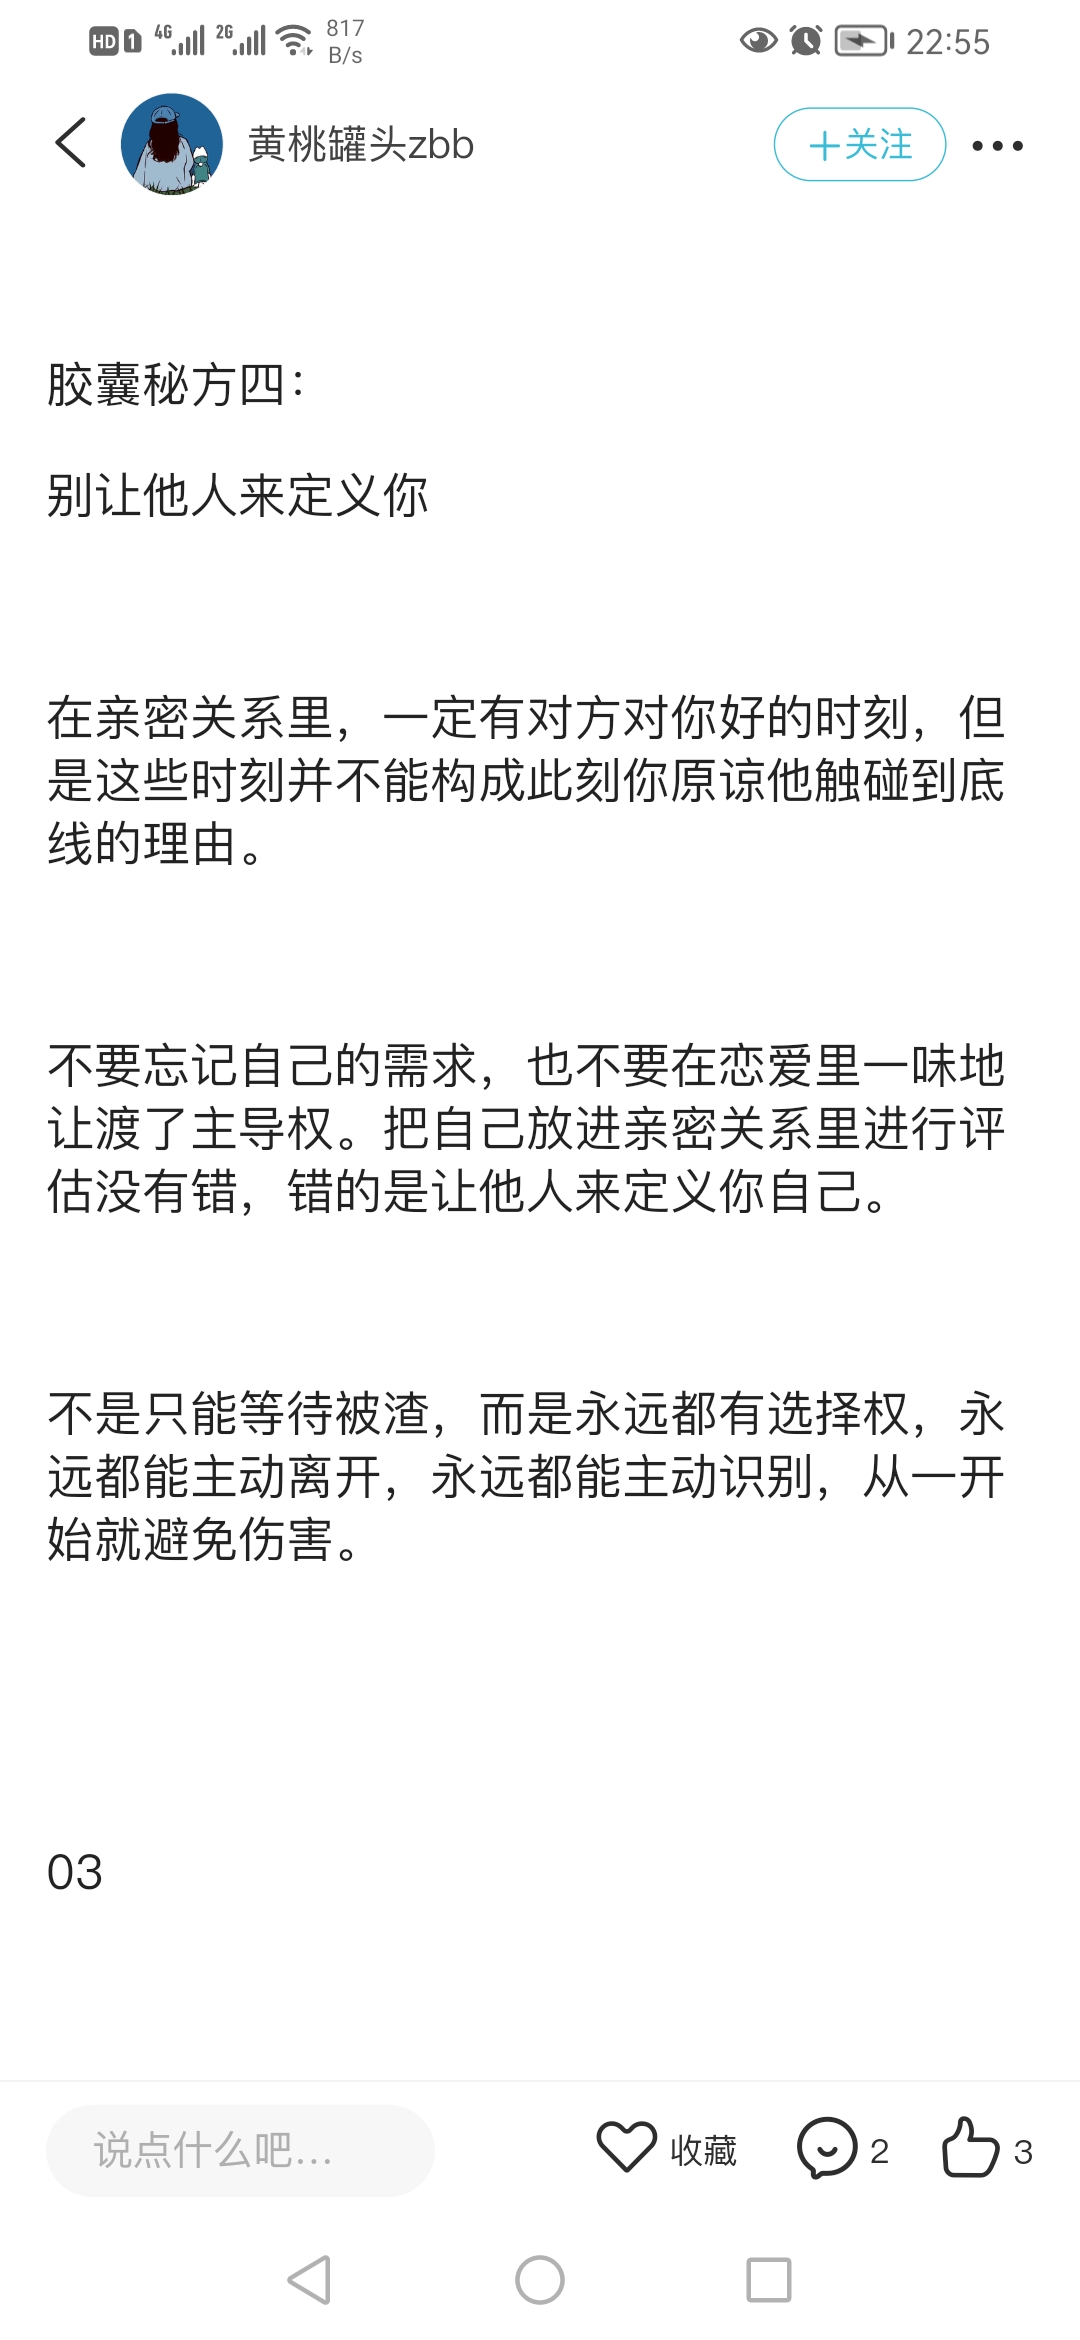 HD 1 4G 2G 817 B/s 22:55
黄桃罐头zbb
+关注
胶囊秘方四：
别让他人来定义你
在亲密关系里，一定有对方对你好的时刻，但
是这些时刻并不能构成此刻你原谅他触碰到底
线的理由。
不要忘记自己的需求，也不要在恋爱里一味地
让渡了主导权。把自己放进亲密关系里进行评
估没有错，错的是让他人来定义你自己。
不是只能等待被渣，而是永远都有选择权，永
远都能主动离开，永远都能主动识别，从一开
始就避免伤害。
03
说点什么吧... 收藏 2 3